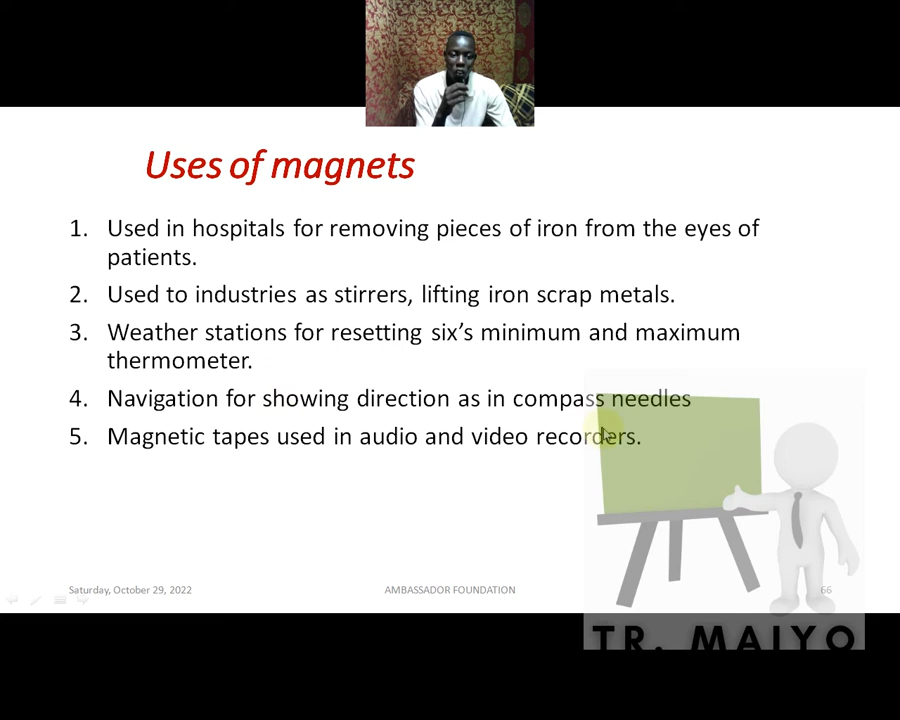 Uses of magnets
1. Used in hospitals for removing pieces of iron from the eyes of
patients.
2. Used to industries as stirrers, lifting iron scrap metals.
3. Weather stations for resetting six’s minimum and maximum
thermometer.
4. Navigation for showing direction as in compass needles
5. Magnetic tapes used in audio and video recorders.
Saturday, October 29, 2022
AMBASSADOR FOUNDATION
66
TR. MAIYO